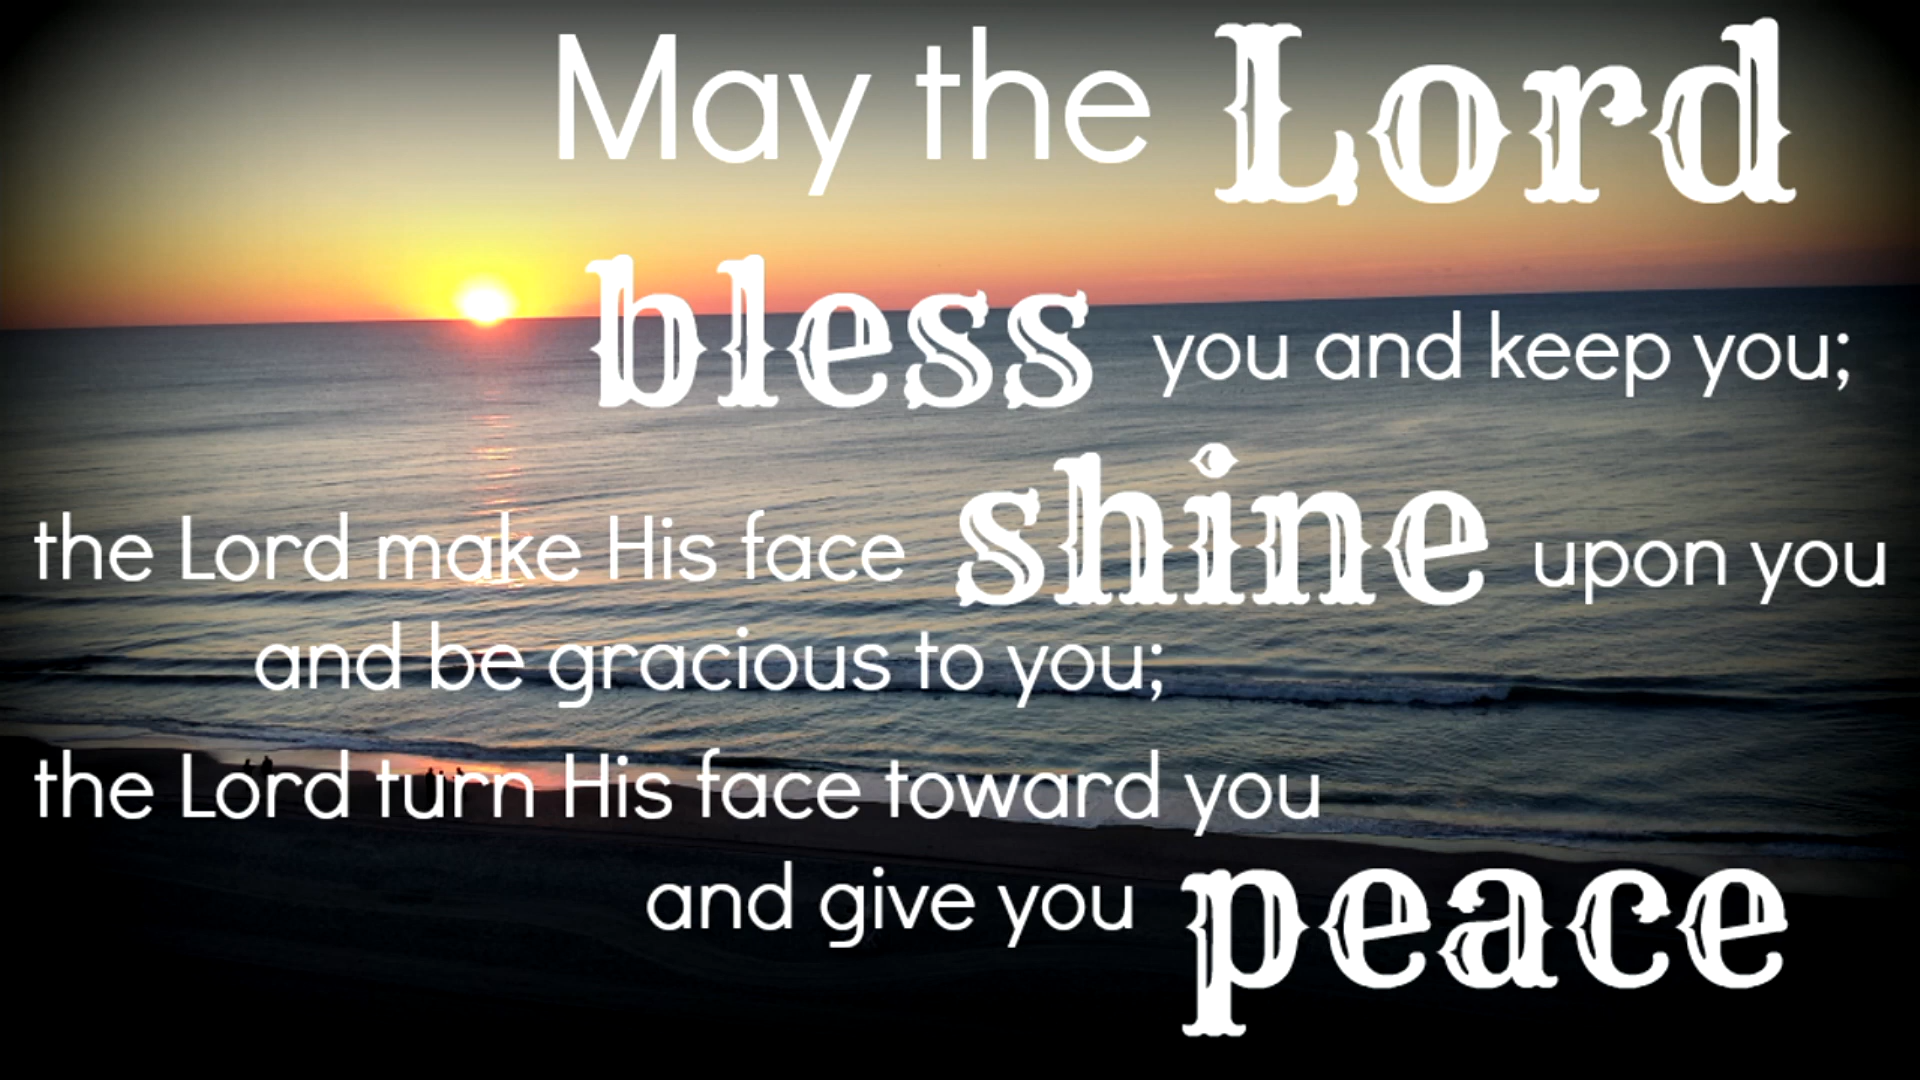 May the Lord
bless you and keep you;
the Lord make His face shine upon you
and be gracious to you;
the Lord turn His face toward you
and give you peace